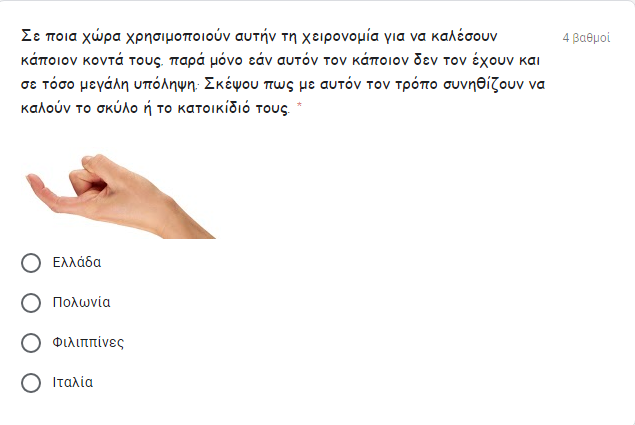 Σε ποια χώρα χρησιμοποιούν αυτήν τη χειρονομία για να καλέσουν
4 βαθμοί
κάποιον κοντά τους, παρά μόνο εάν αυτόν τον κάποιον δεν τον έχουν και
σε τόσο μεγάλη υπόληψη; Σκέψου πως με αυτόν τον τρόπο συνηθίζουν να
καλούν το σκύλο ή το κατοικίδιό τους. *
Ελλάδα
Πολωνία
Φιλιππίνες
Ιταλία